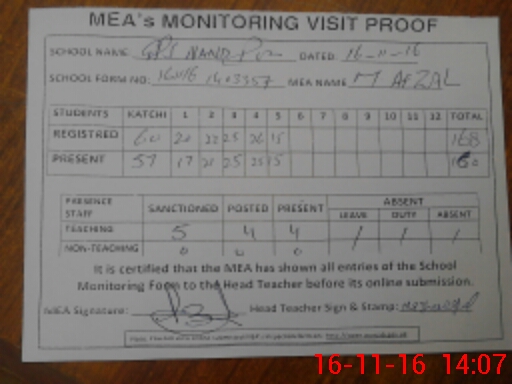 MEA's MONITORING VISIT PROOF
SCHOOL NAME GPS NAND Pur DATED 16-11-16
SCHOOL FORM NO: MEA NAME M AFZAL
STUDENTS KATCHI 1 2 3 4 5 6 7 8 9 10 11 12 TOTAL
REGISTRED 60 20 22 25 26 15 168
PRESENT 57 17 21 25 25 15 160
PRESENCE STAFF SANCTIONED POSTED PRESENT ABSENT
LEAVE DUTY ABSENT
TEACHING 5 4 4 / / /
NON-TEACHING 0 0 0
It is certified that the MEA has shown all entries of the School
Monitoring Form to the Head Teacher before its online submission.
MEA Signature: Head Teacher Sign & Stamp:
16-11-16 14:07